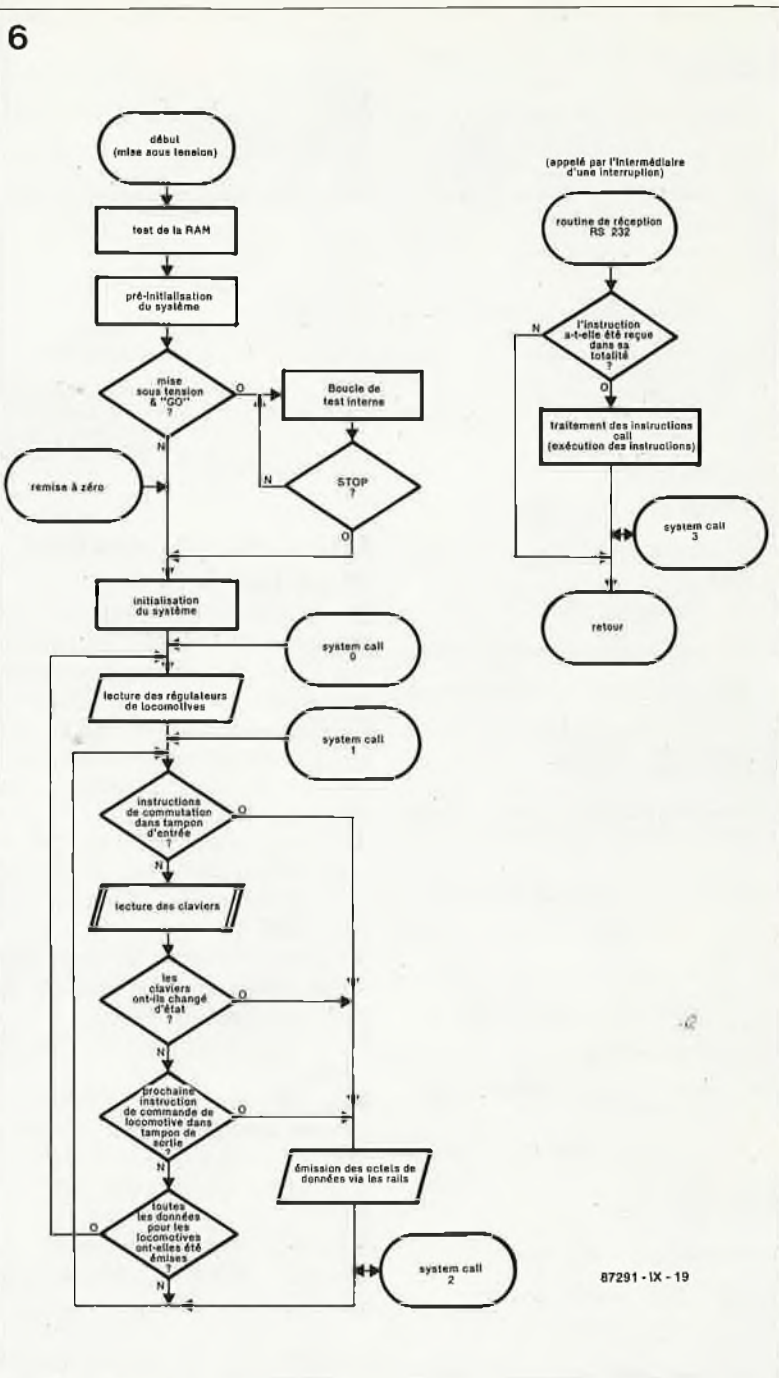 6
début
(mise sous tension)
test de la RAM
pré-initialisation
du système
mise
sous tension
& "GO"
?
O
N
Boucle de
test interne
STOP
?
N
O
remise à zéro
initialisation
du système
system call
0
lecture des régulateurs
de locomotives
system call
1
instructions
de commutation
dans tampon
d'entrée
?
O
N
lecture des claviers
les
claviers
ont-ils changé
d'état
?
O
N
prochaine
instruction
de commande de
locomotive dans
tampon de
sortie
?
O
N
émission des octets de
données via les rails
toutes
les données
pour les
locomotives
ont-elles été
émises
?
O
N
system call
2
(appelé par l'intermédiaire
d'une interruption)
routine de réception
RS 232
l'instruction
a-t-elle été reçue
dans sa
totalité
?
N
O
traitement des instructions
call
(exécution des instructions)
system call
3
retour
87291 - IX - 19